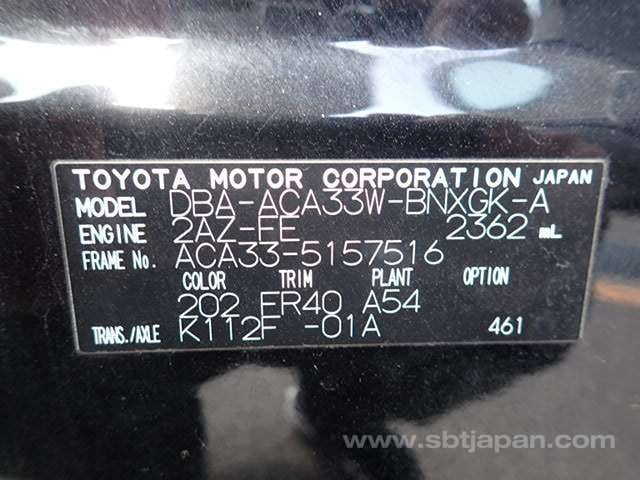 TOYOTA MOTOR CORPORATION JAPAN
MODEL DBA-ACA33W-BNXGK-A
ENGINE 2AZ-FE 2362 mL
FRAME No. ACA33-5157516
COLOR TRIM PLANT OPTION
202 FR40 A54
TRANS./AXLE K112F -01A 461
www.sbtjapan.com